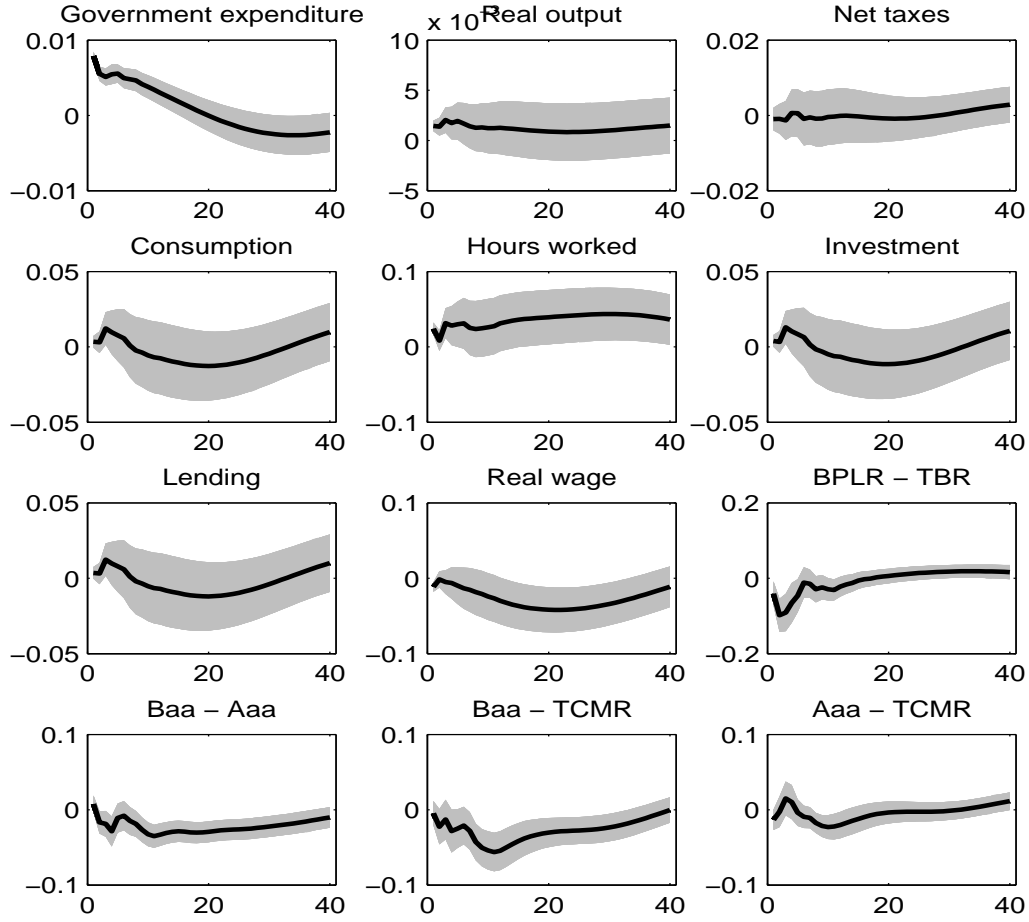 Government expenditure
0.01
0
−0.01
0 20 40
x 10⁻³
Real output
10
5
0
−5
0 20 40
Net taxes
0.02
0
−0.02
0 20 40
Consumption
0.05
0
−0.05
0 20 40
Hours worked
0.1
0
−0.1
0 20 40
Investment
0.05
0
−0.05
0 20 40
Lending
0.05
0
−0.05
0 20 40
Real wage
0.1
0
−0.1
0 20 40
BPLR − TBR
0.2
0
−0.2
0 20 40
Baa − Aaa
0.1
0
−0.1
0 20 40
Baa − TCMR
0.1
0
−0.1
0 20 40
Aaa − TCMR
0.1
0
−0.1
0 20 40